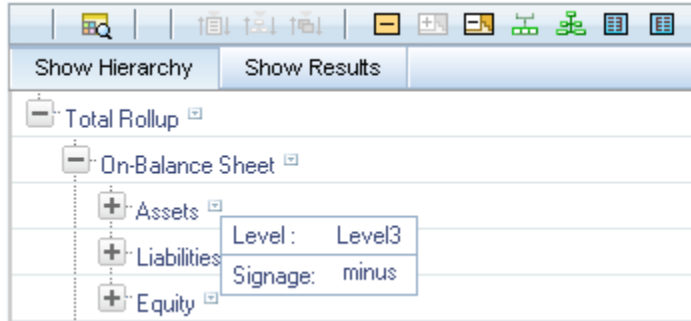 Show Hierarchy
Show Results
Total Rollup
On-Balance Sheet
Assets
Level : Level3
Liabilities
Signage: minus
Equity